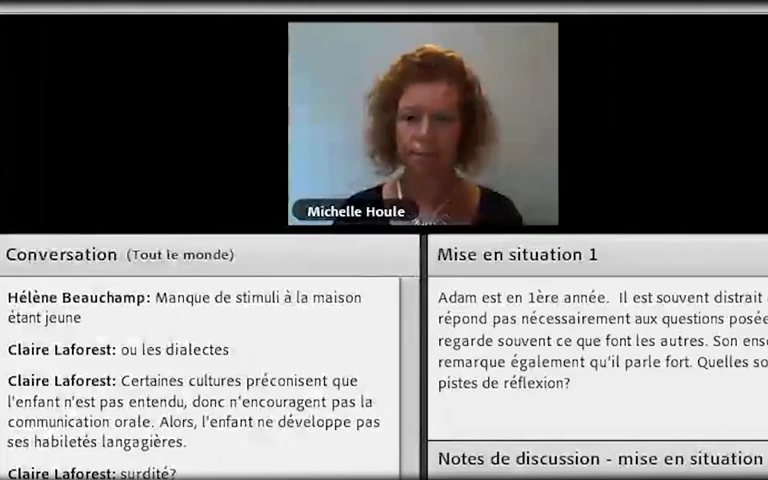 Michelle Houle
Conversation (Tout le monde)
Hélène Beauchamp: Manque de stimuli à la maison
étant jeune
Claire Laforest: ou les dialectes
Claire Laforest: Certaines cultures préconisent que
l'enfant n'est pas entendu, donc n'encouragent pas la
communication orale. Alors, l'enfant ne développe pas
ses habiletés langagières.
Claire Laforest: surdité?
Mise en situation 1
Adam est en 1ère année. Il est souvent distrait
répond pas nécessairement aux questions posée
regarde souvent ce que font les autres. Son ens
remarque également qu'il parle fort. Quelles so
pistes de réflexion?
Notes de discussion - mise en situation